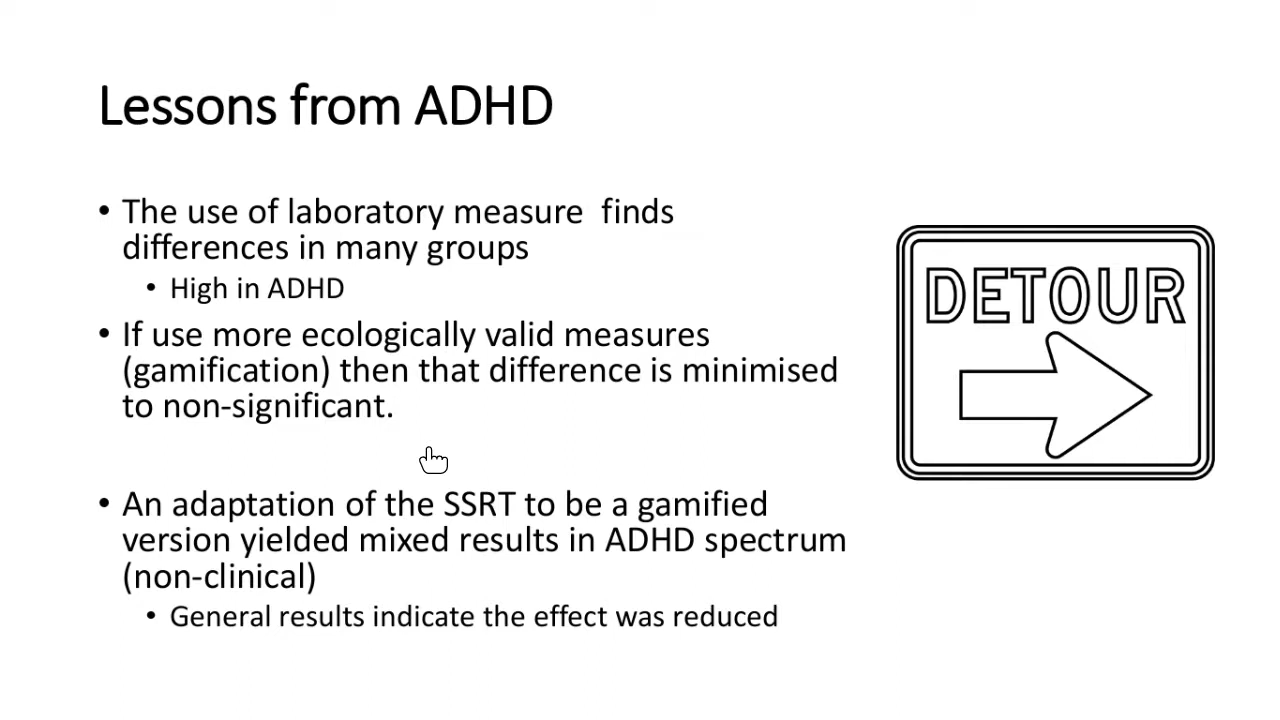 Lessons from ADHD
• The use of laboratory measure  finds
differences in many groups
• High in ADHD
• If use more ecologically valid measures
(gamification) then that difference is minimised
to non-significant.
• An adaptation of the SSRT to be a gamified
version yielded mixed results in ADHD spectrum
(non-clinical)
• General results indicate the effect was reduced
DETOUR